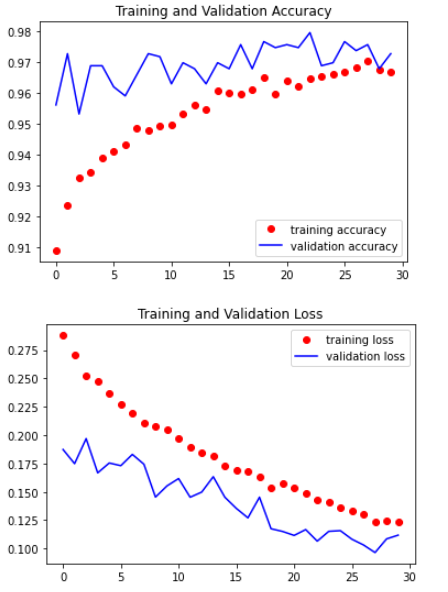 Training and Validation Accuracy
0.98
0.97
0.96
0.95
0.94
0.93
0.92
0.91
training accuracy
validation accuracy
0 5 10 15 20 25 30
Training and Validation Loss
training loss
validation loss
0.275
0.250
0.225
0.200
0.175
0.150
0.125
0.100
0 5 10 15 20 25 30